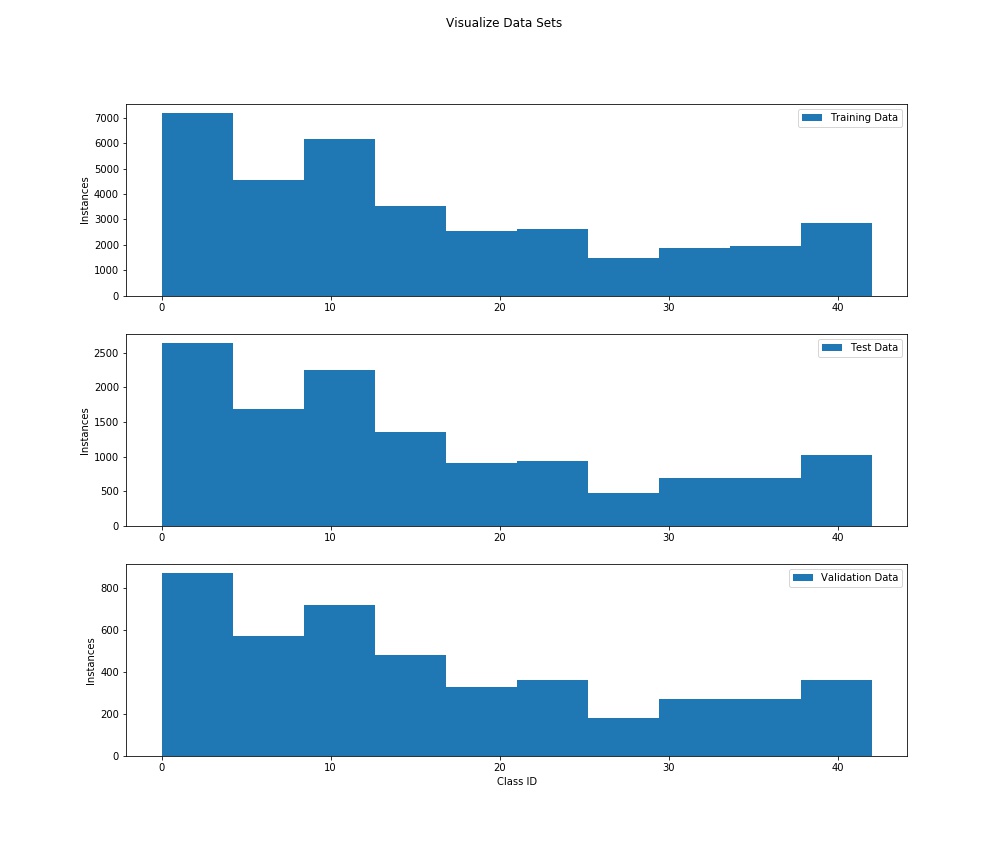 Visualize Data Sets
Training Data
Instances
7000
6000
5000
4000
3000
2000
1000
0
0 10 20 30 40
Test Data
Instances
2500
2000
1500
1000
500
0
0 10 20 30 40
Validation Data
Instances
800
600
400
200
0
0 10 20 30 40
Class ID